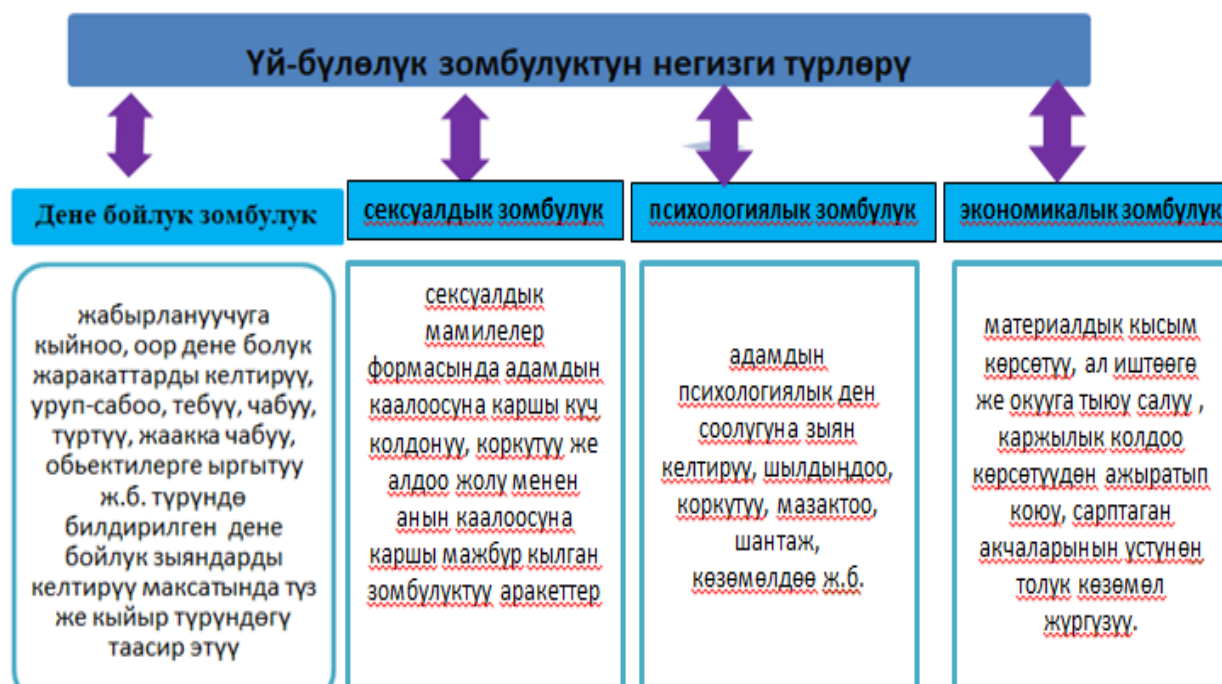 Үй-бүлөлүк зомбулуктун негизги түрлөрү
Дене бойлук зомбулук
жабырлануучуга
кыйноо, оор дене болук
жаракаттарды келтирүү,
уруп-сабоо, тебүү, чабуу,
түртүү, жаакка чабуу,
обьектилерге ыргытуу
ж.б. түрүндө
билдирилген дене
бойлук зыяндарды
келтирүү максатында түз
же кыйыр түрүндөгү
таасир этүү
сексуалдык зомбулук
сексуалдык
мамилелер
формасында адамдын
каалоосуна каршы күч
колдонуу, коркутуу же
алдоо жолу менен
анын каалоосуна
каршы мажбур кылган
зомбулуктуу аракеттер
психологиялык зомбулук
адамдын
психологиялык ден
соолугуна зыян
келтирүү, шылдыңдоо,
коркутуу, мазактоо,
шантаж,
көзөмөлдөө ж.б.
экономикалык зомбулук
материалдык кысым
көрсөтүү, ал иштөөгө
же окууга тыюу салуу ,
каржылык колдоо
көрсөтүүдөн ажыратып
коюу, сарптаган
акчаларынын үстүнөн
толук көзөмөл
жүргүзүү.